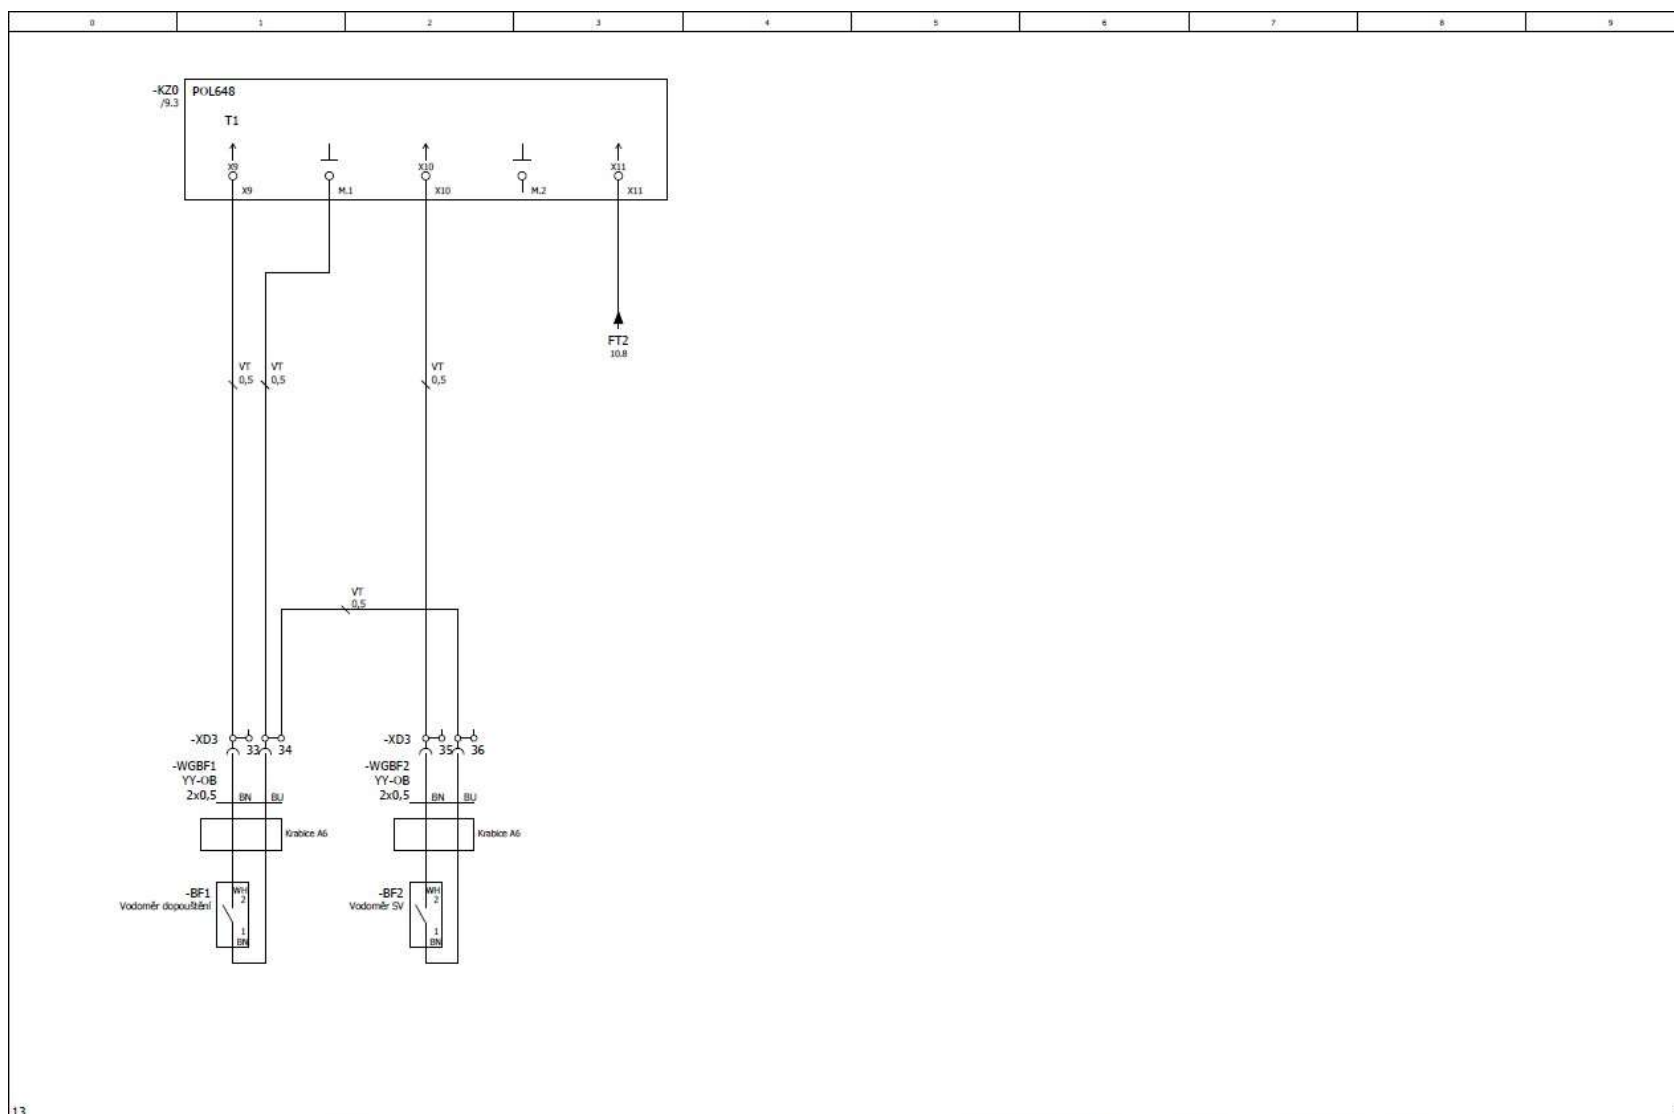 0 1 2 3 4 5 6 7 8 9
-KZ0 POL648
/9.3
T1
X9 X10 X11
X9 M.1 X10 M.2 X11
FT2
10.8
VT VT VT
0,5 0,5 0,5
VT
0,5
-XD3 33 34 -XD3 35 36
-WGBF1 -WGBF2
YY-OB YY-OB
2x0,5 BN BU 2x0,5 BN BU
Krabice A6 Krabice A6
-BF1 WH -BF2 WH
2 2
Vodoměr dopouštění Vodoměr SV
1 1
BN BN
13